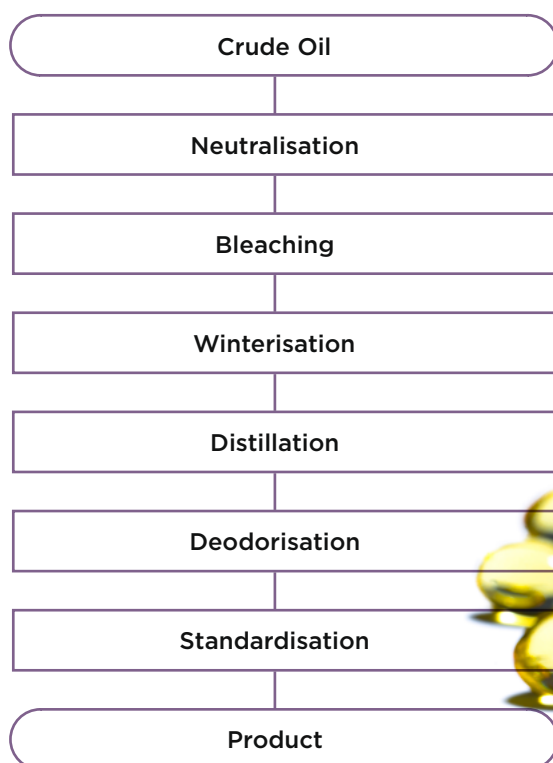 Crude Oil
Neutralisation
Bleaching
Winterisation
Distillation
Deodorisation
Standardisation
Product